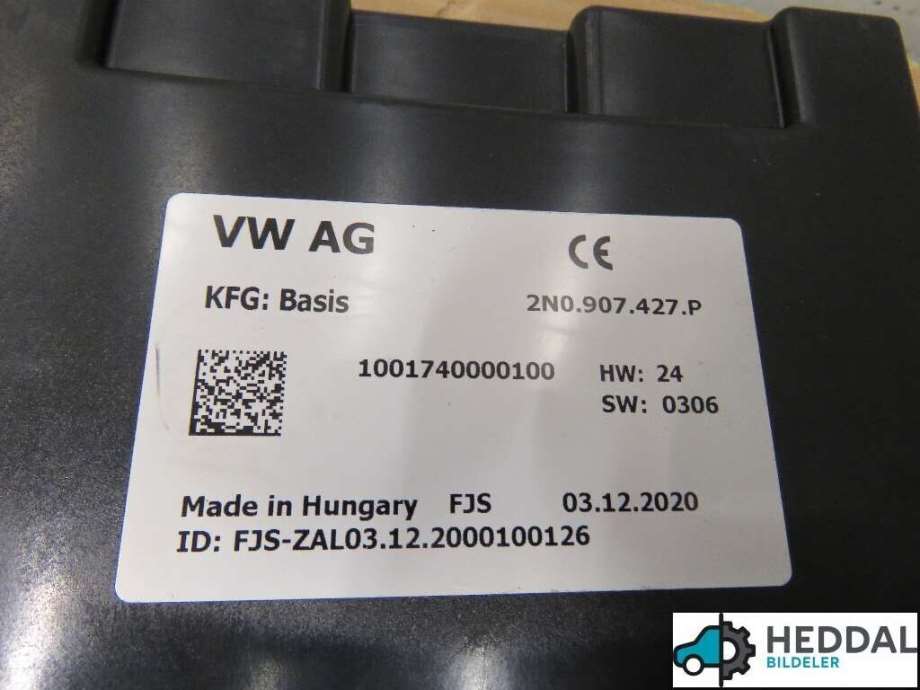 VW AG
CE
KFG: Basis 2N0.907.427.P
1001740000100 HW: 24
SW: 0306
Made in Hungary FJS 03.12.2020
ID: FJS-ZAL03.12.2000100126
HEDDAL
BILDELER